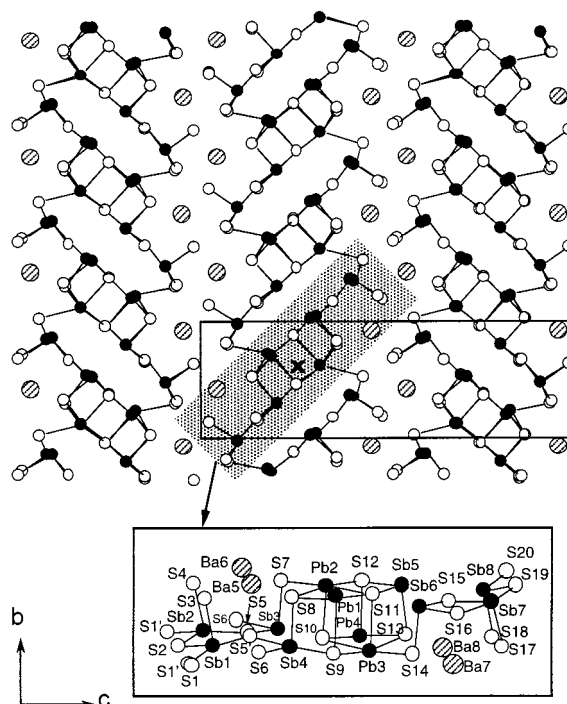 x
S20
Ba6
S7
S12
Sb5
Sb8
S4
Pb2
Sb6
S15
S19
Ba5
S3
S5
S8
Pb1
S11
Sb7
Sb2
S6
Sb3
S10
Pb4
S13
S16
S18
S1'
S17
S2
S5'
Ba8
S1'
Sb1
S6
Sb4
S9
Pb3
S14
Ba7
S1
b
c